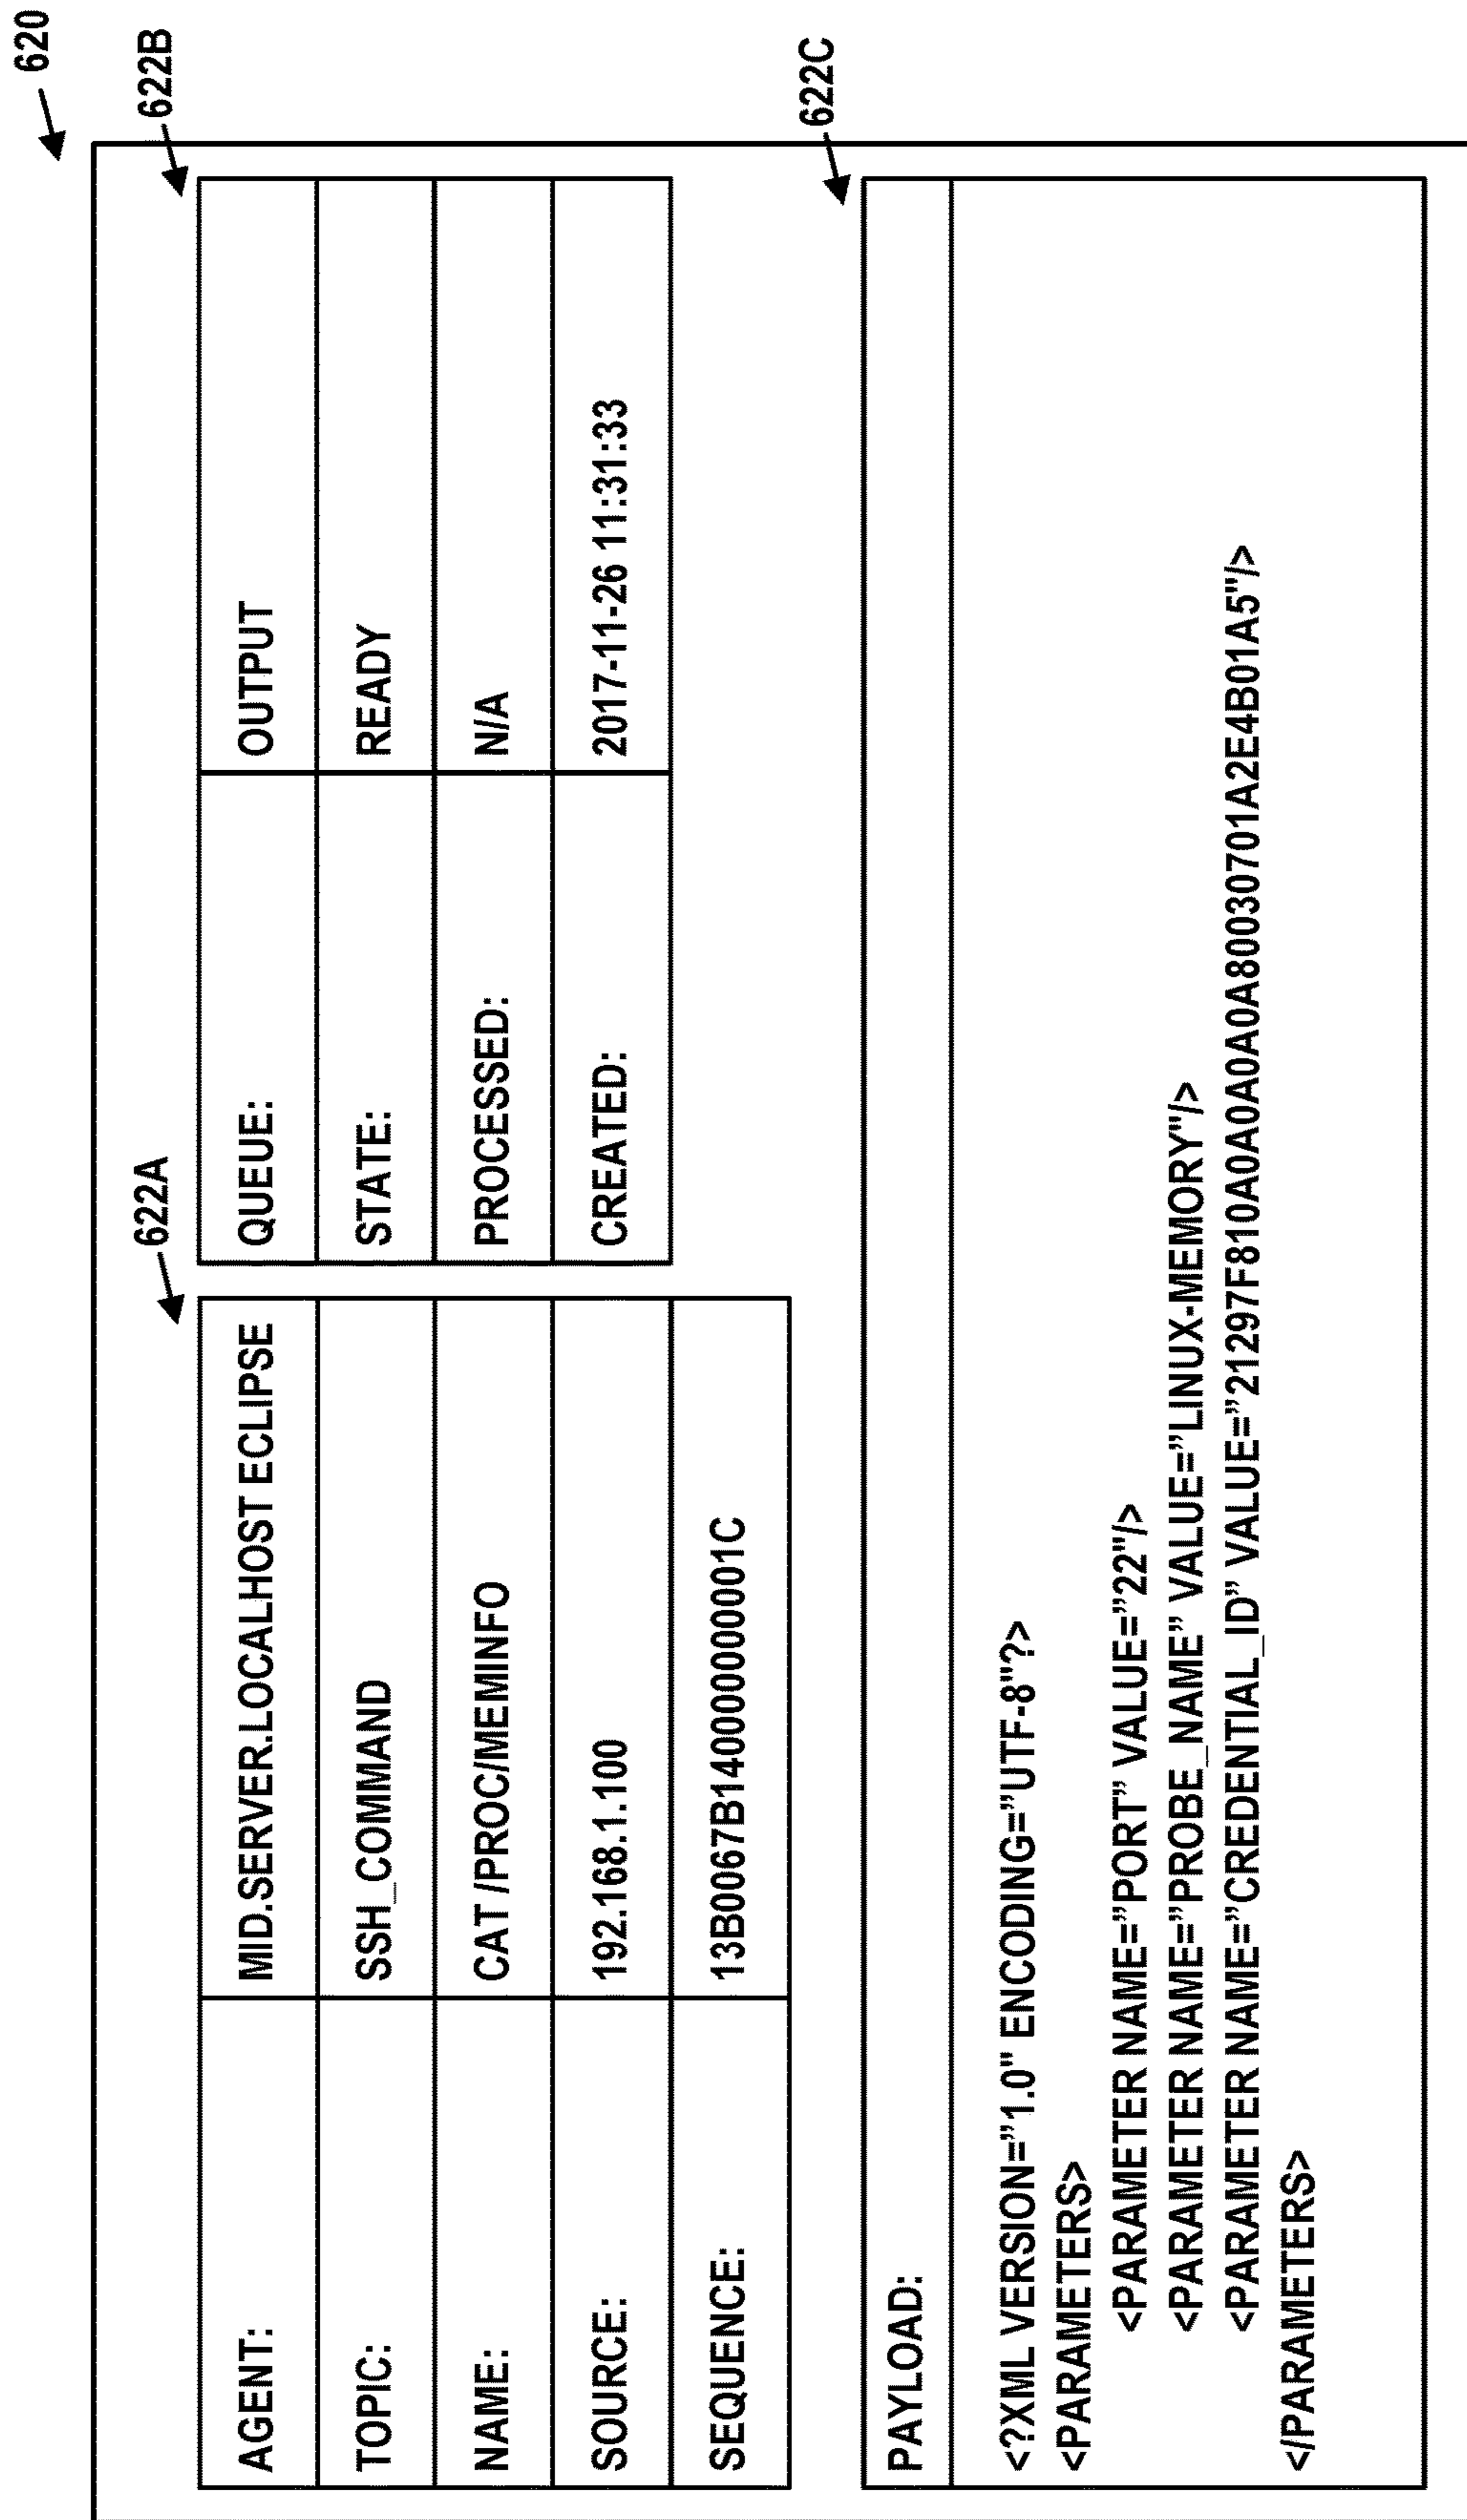 620
622A
622B
AGENT: MID.SERVER.LOCALHOST ECLIPSE
TOPIC: SSH_COMMAND
NAME: CAT /PROC/MEMINFO
SOURCE: 192.168.1.100
SEQUENCE: 13B0067B14000000001C
QUEUE: OUTPUT
STATE: READY
PROCESSED: N/A
CREATED: 2017-11-26 11:31:33
622C
PAYLOAD:
<?XML VERSION=”1.0" ENCODING=”UTF-8"?>
<PARAMETERS>
<PARAMETER NAME=”PORT” VALUE=”22"/>
<PARAMETER NAME=”PROBE_NAME” VALUE=”LINUX-MEMORY"/>
<PARAMETER NAME=”CREDENTIAL_ID” VALUE=”21297F810A0A0A0A0A80030701A2E4B01A5"/>
</PARAMETERS>